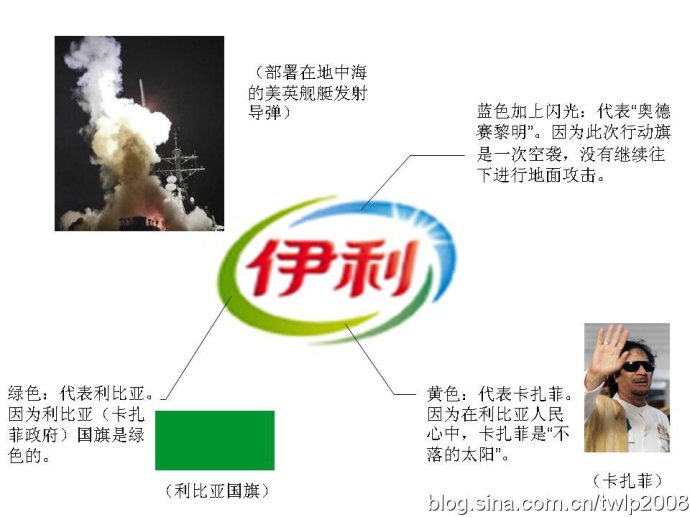 （部署在地中海
的美英舰艇发射
导弹）
蓝色加上闪光：代表“奥德
赛黎明”。因为此次行动旗
是一次空袭，没有继续往
下进行地面攻击。
伊利
绿色：代表利比亚。
因为利比亚（卡扎
菲政府）国旗是绿
色的。
（利比亚国旗）
黄色：代表卡扎菲。
因为在利比亚人民
心中，卡扎菲是“不
落的太阳”。
（卡扎菲）
blog.sina.com.cn/twlp2008